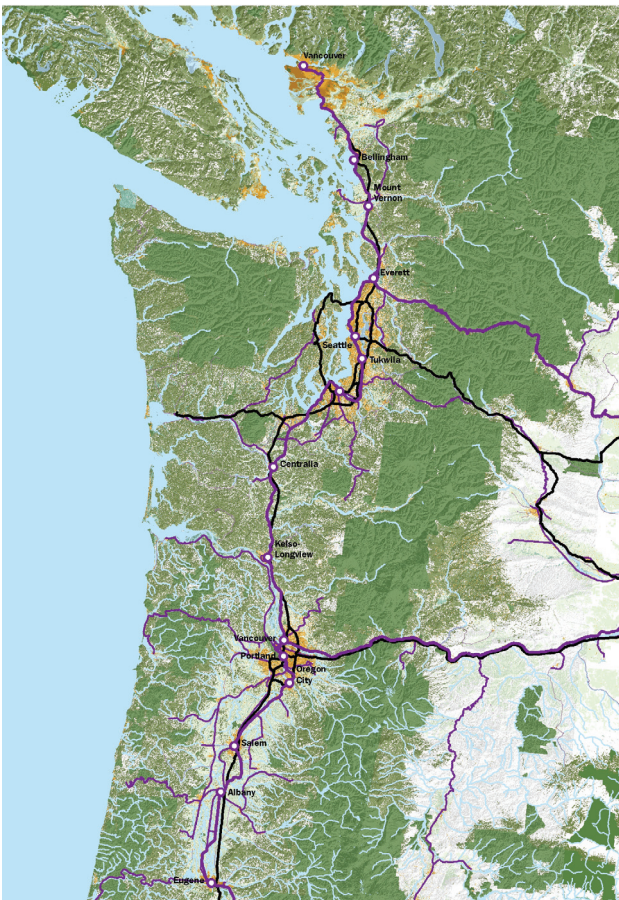 Vancouver
Bellingham
Mount
Vernon
Everett
Seattle
Tukwila
Centralia
Kelso-
Longview
Vancouver
Portland
Oregon
City
Salem
Albany
Eugene